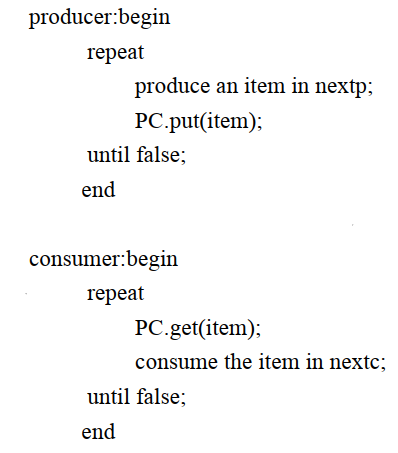 producer:begin
repeat
produce an item in nextp;
PC.put(item);
until false;
end
consumer:begin
repeat
PC.get(item);
consume the item in nextc;
until false;
end